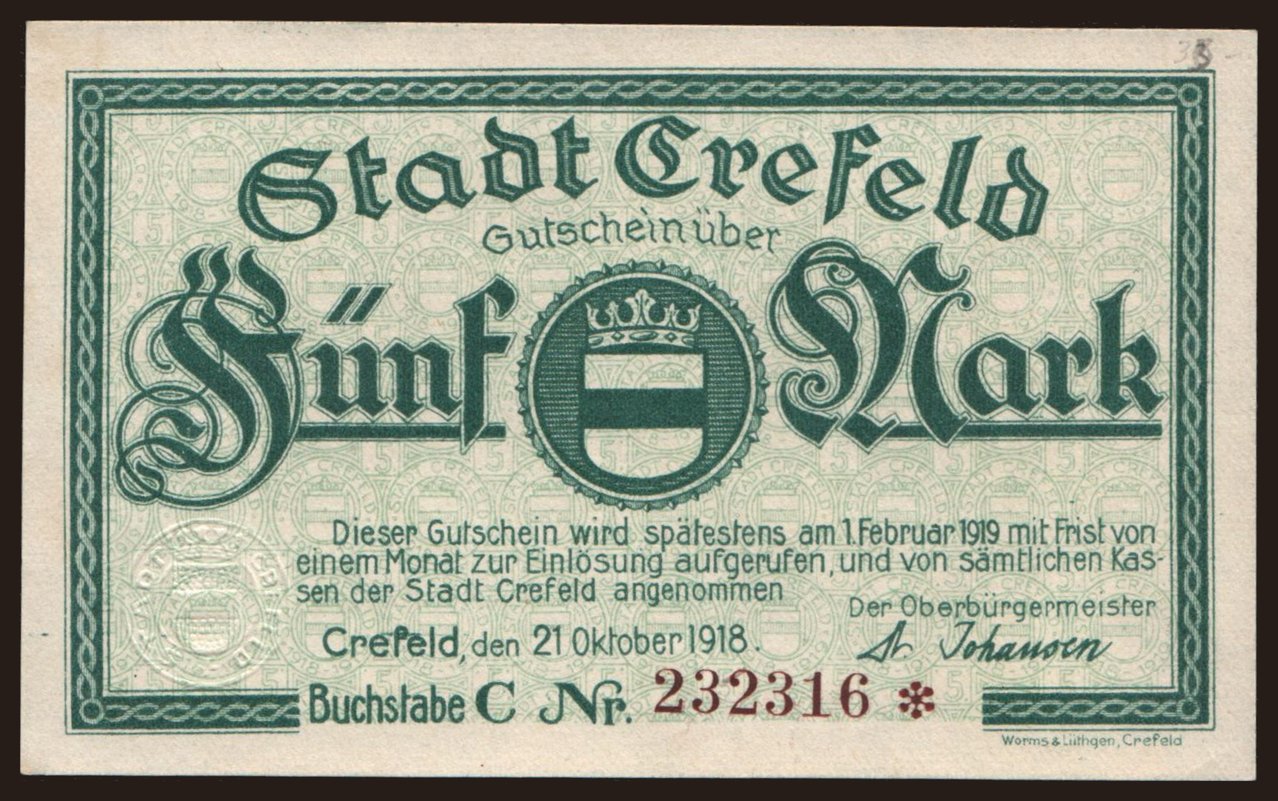 Stadt Crefeld
Gutschein über
Fünf Mark
Dieser Gutschein wird spätestens am 1. Februar 1919 mit Frist von
einem Monat zur Einlösung aufgerufen, und von sämtlichen Kas-
sen der Stadt Crefeld angenommen
Der Oberbürgermeister
Crefeld, den 21 Oktober 1918.
Johansen
Buchstabe C Nr. 232316 *
Worms & Lüthgen, Crefeld